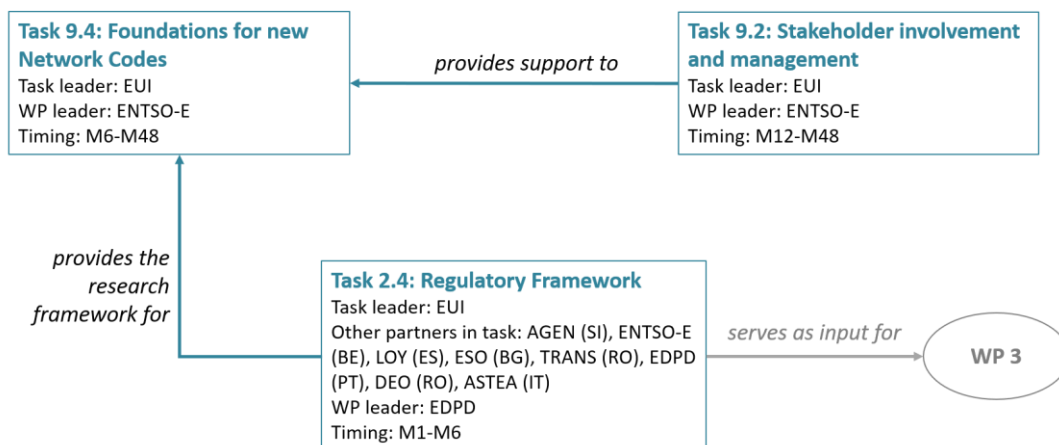 Task 9.4: Foundations for new
Network Codes
Task leader: EUI
WP leader: ENTSO-E
Timing: M6-M48
provides support to
Task 9.2: Stakeholder involvement
and management
Task leader: EUI
WP leader: ENTSO-E
Timing: M12-M48
provides the
research
framework for
Task 2.4: Regulatory Framework
Task leader: EUI
Other partners in task: AGEN (SI), ENTSO-E
(BE), LOY (ES), ESO (BG), TRANS (RO), EDPD
(PT), DEO (RO), ASTEA (IT)
WP leader: EDPD
Timing: M1-M6
serves as input for
WP 3